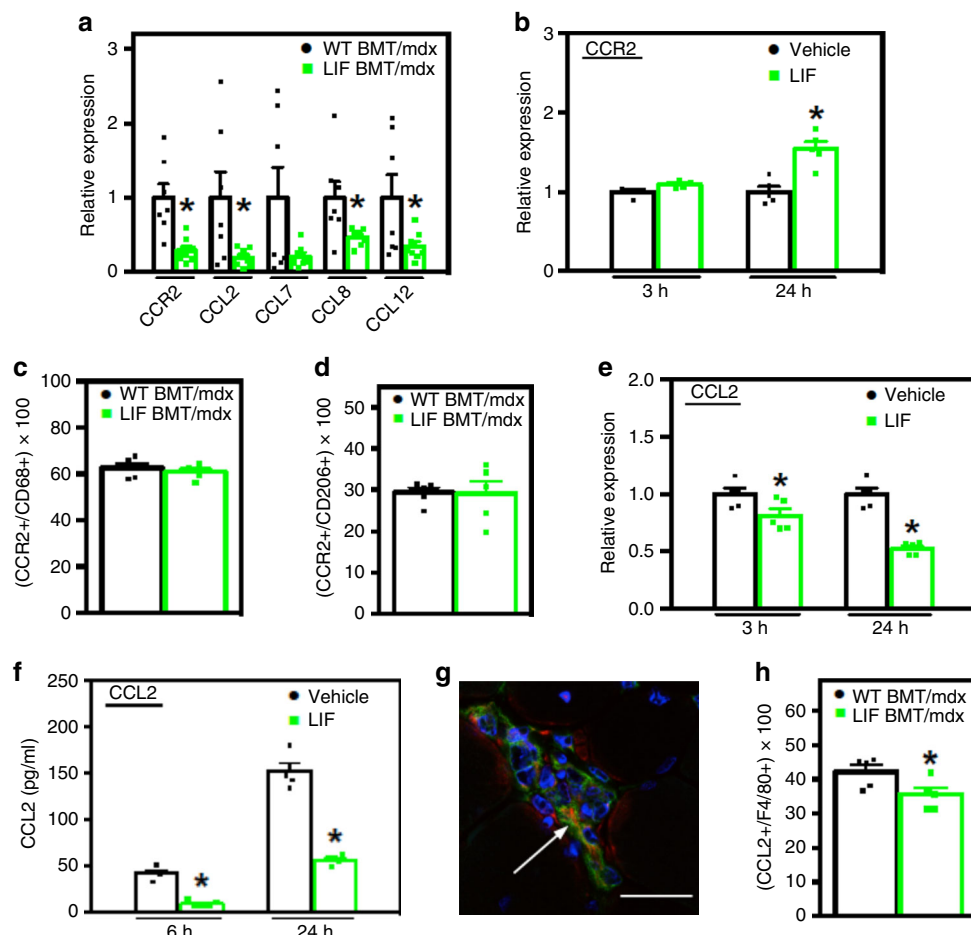 a
WT BMT/mdx
LIF BMT/mdx
Relative expression
3
2
1
0
CCR2
CCL2
CCL7
CCL8
CCL12
b
CCR2
Vehicle
LIF
Relative expression
3
2
1
0
3 h
24 h
c
WT BMT/mdx
LIF BMT/mdx
(CCR2+/CD68+) × 100
100
80
60
40
20
0
d
WT BMT/mdx
LIF BMT/mdx
(CCR2+/CD206+) × 100
50
40
30
20
10
0
e
CCL2
Vehicle
LIF
Relative expression
2.0
1.5
1.0
0.5
0.0
3 h
24 h
f
CCL2
Vehicle
LIF
CCL2 (pg/ml)
250
200
150
100
50
0
6 h
24 h
g
h
WT BMT/mdx
LIF BMT/mdx
(CCL2+/F4/80+) × 100
60
40
30
20
100
0